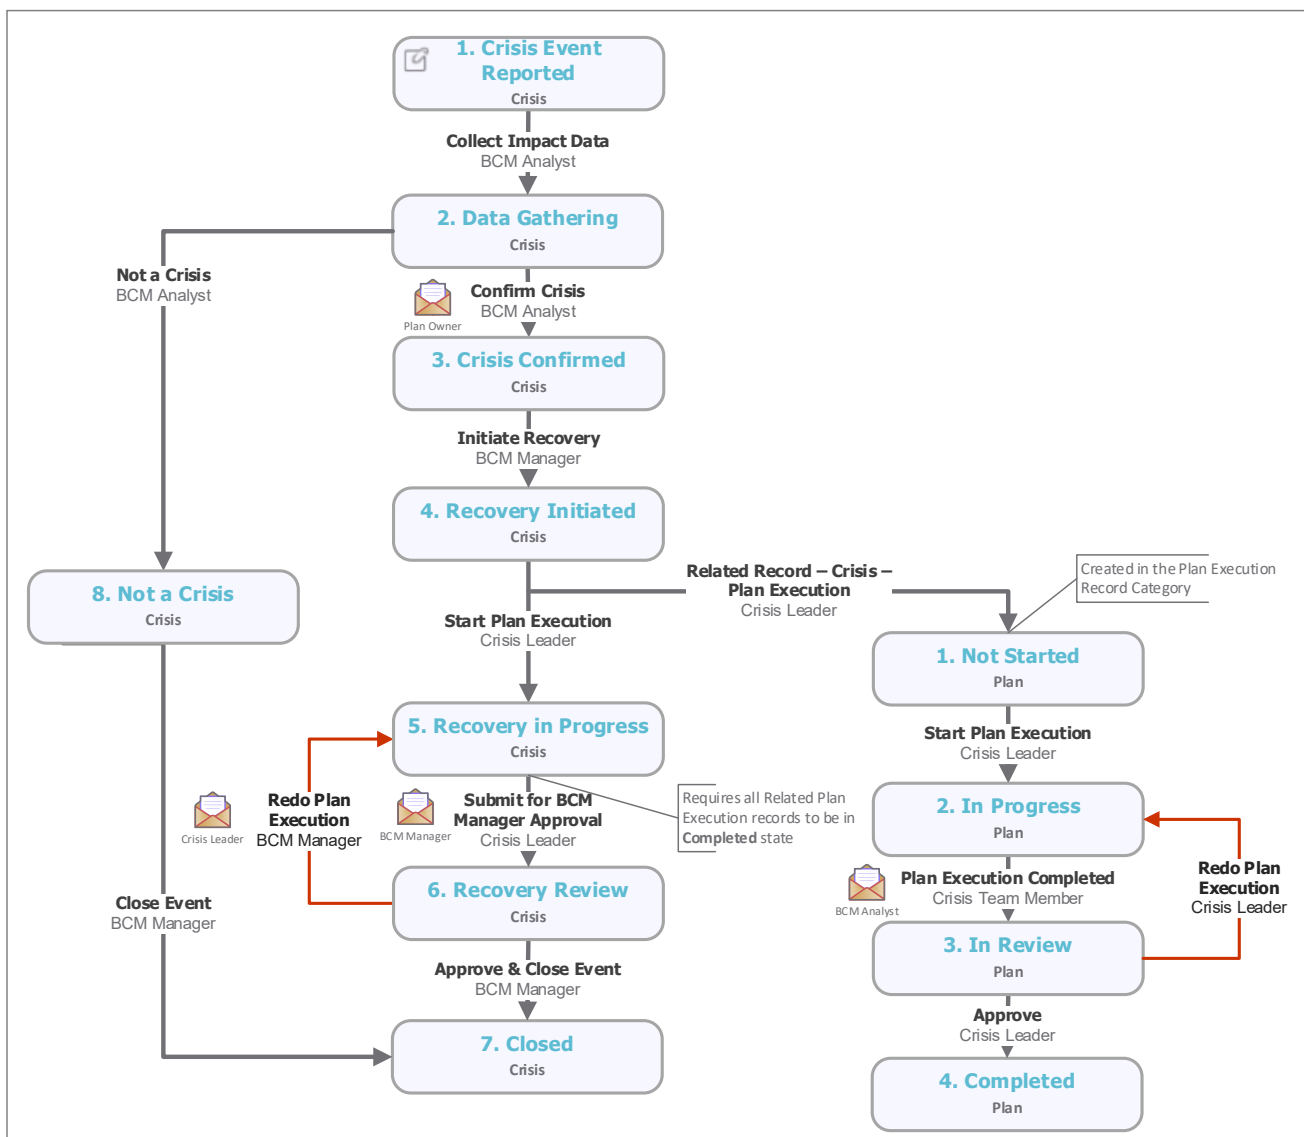 1. Crisis Event
Reported
Crisis
Collect Impact Data
BCM Analyst
2. Data Gathering
Crisis
Not a Crisis
BCM Analyst
Plan Owner
Confirm Crisis
BCM Analyst
3. Crisis Confirmed
Crisis
Initiate Recovery
BCM Manager
4. Recovery Initiated
Crisis
8. Not a Crisis
Crisis
Related Record – Crisis –
Plan Execution
Crisis Leader
Created in the Plan Execution
Record Category
Start Plan Execution
Crisis Leader
1. Not Started
Plan
5. Recovery in Progress
Crisis
Start Plan Execution
Crisis Leader
Crisis Leader
Redo Plan
Execution
BCM Manager
BCM Manager
Submit for BCM
Manager Approval
Crisis Leader
Requires all Related Plan
Execution records to be in
Completed state
2. In Progress
Plan
6. Recovery Review
Crisis
BCM Analyst
Plan Execution Completed
Crisis Team Member
Redo Plan
Execution
Crisis Leader
Close Event
BCM Manager
3. In Review
Plan
Approve & Close Event
BCM Manager
Approve
Crisis Leader
7. Closed
Crisis
4. Completed
Plan